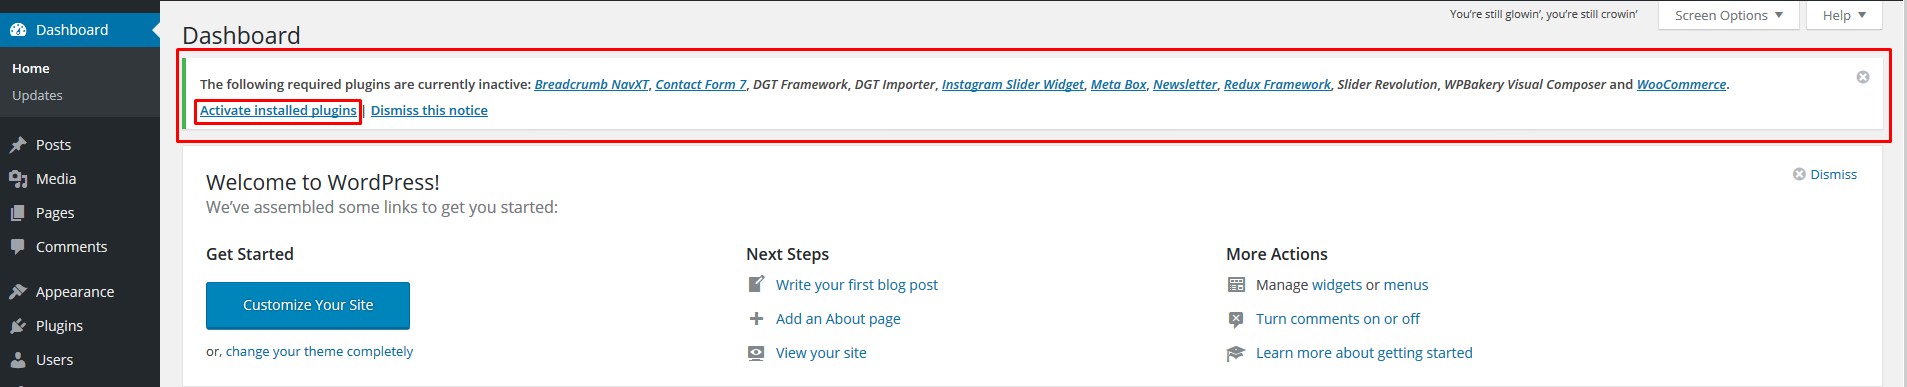 You're still glowin', you're still crowin'
Screen Options
Help
Dashboard
Home
Updates
Posts
Media
Pages
Comments
Appearance
Plugins
Users
Dashboard
The following required plugins are currently inactive: Breadcrumb NavXT, Contact Form 7, DGT Framework, DGT Importer, Instagram Slider Widget, Meta Box, Newsletter, Redux Framework, Slider Revolution, WPBakery Visual Composer and WooCommerce.
Activate installed plugins | Dismiss this notice
Welcome to WordPress!
Dismiss
We've assembled some links to get you started:
Get Started
Customize Your Site
or, change your theme completely
Next Steps
Write your first blog post
Add an About page
View your site
More Actions
Manage widgets or menus
Turn comments on or off
Learn more about getting started